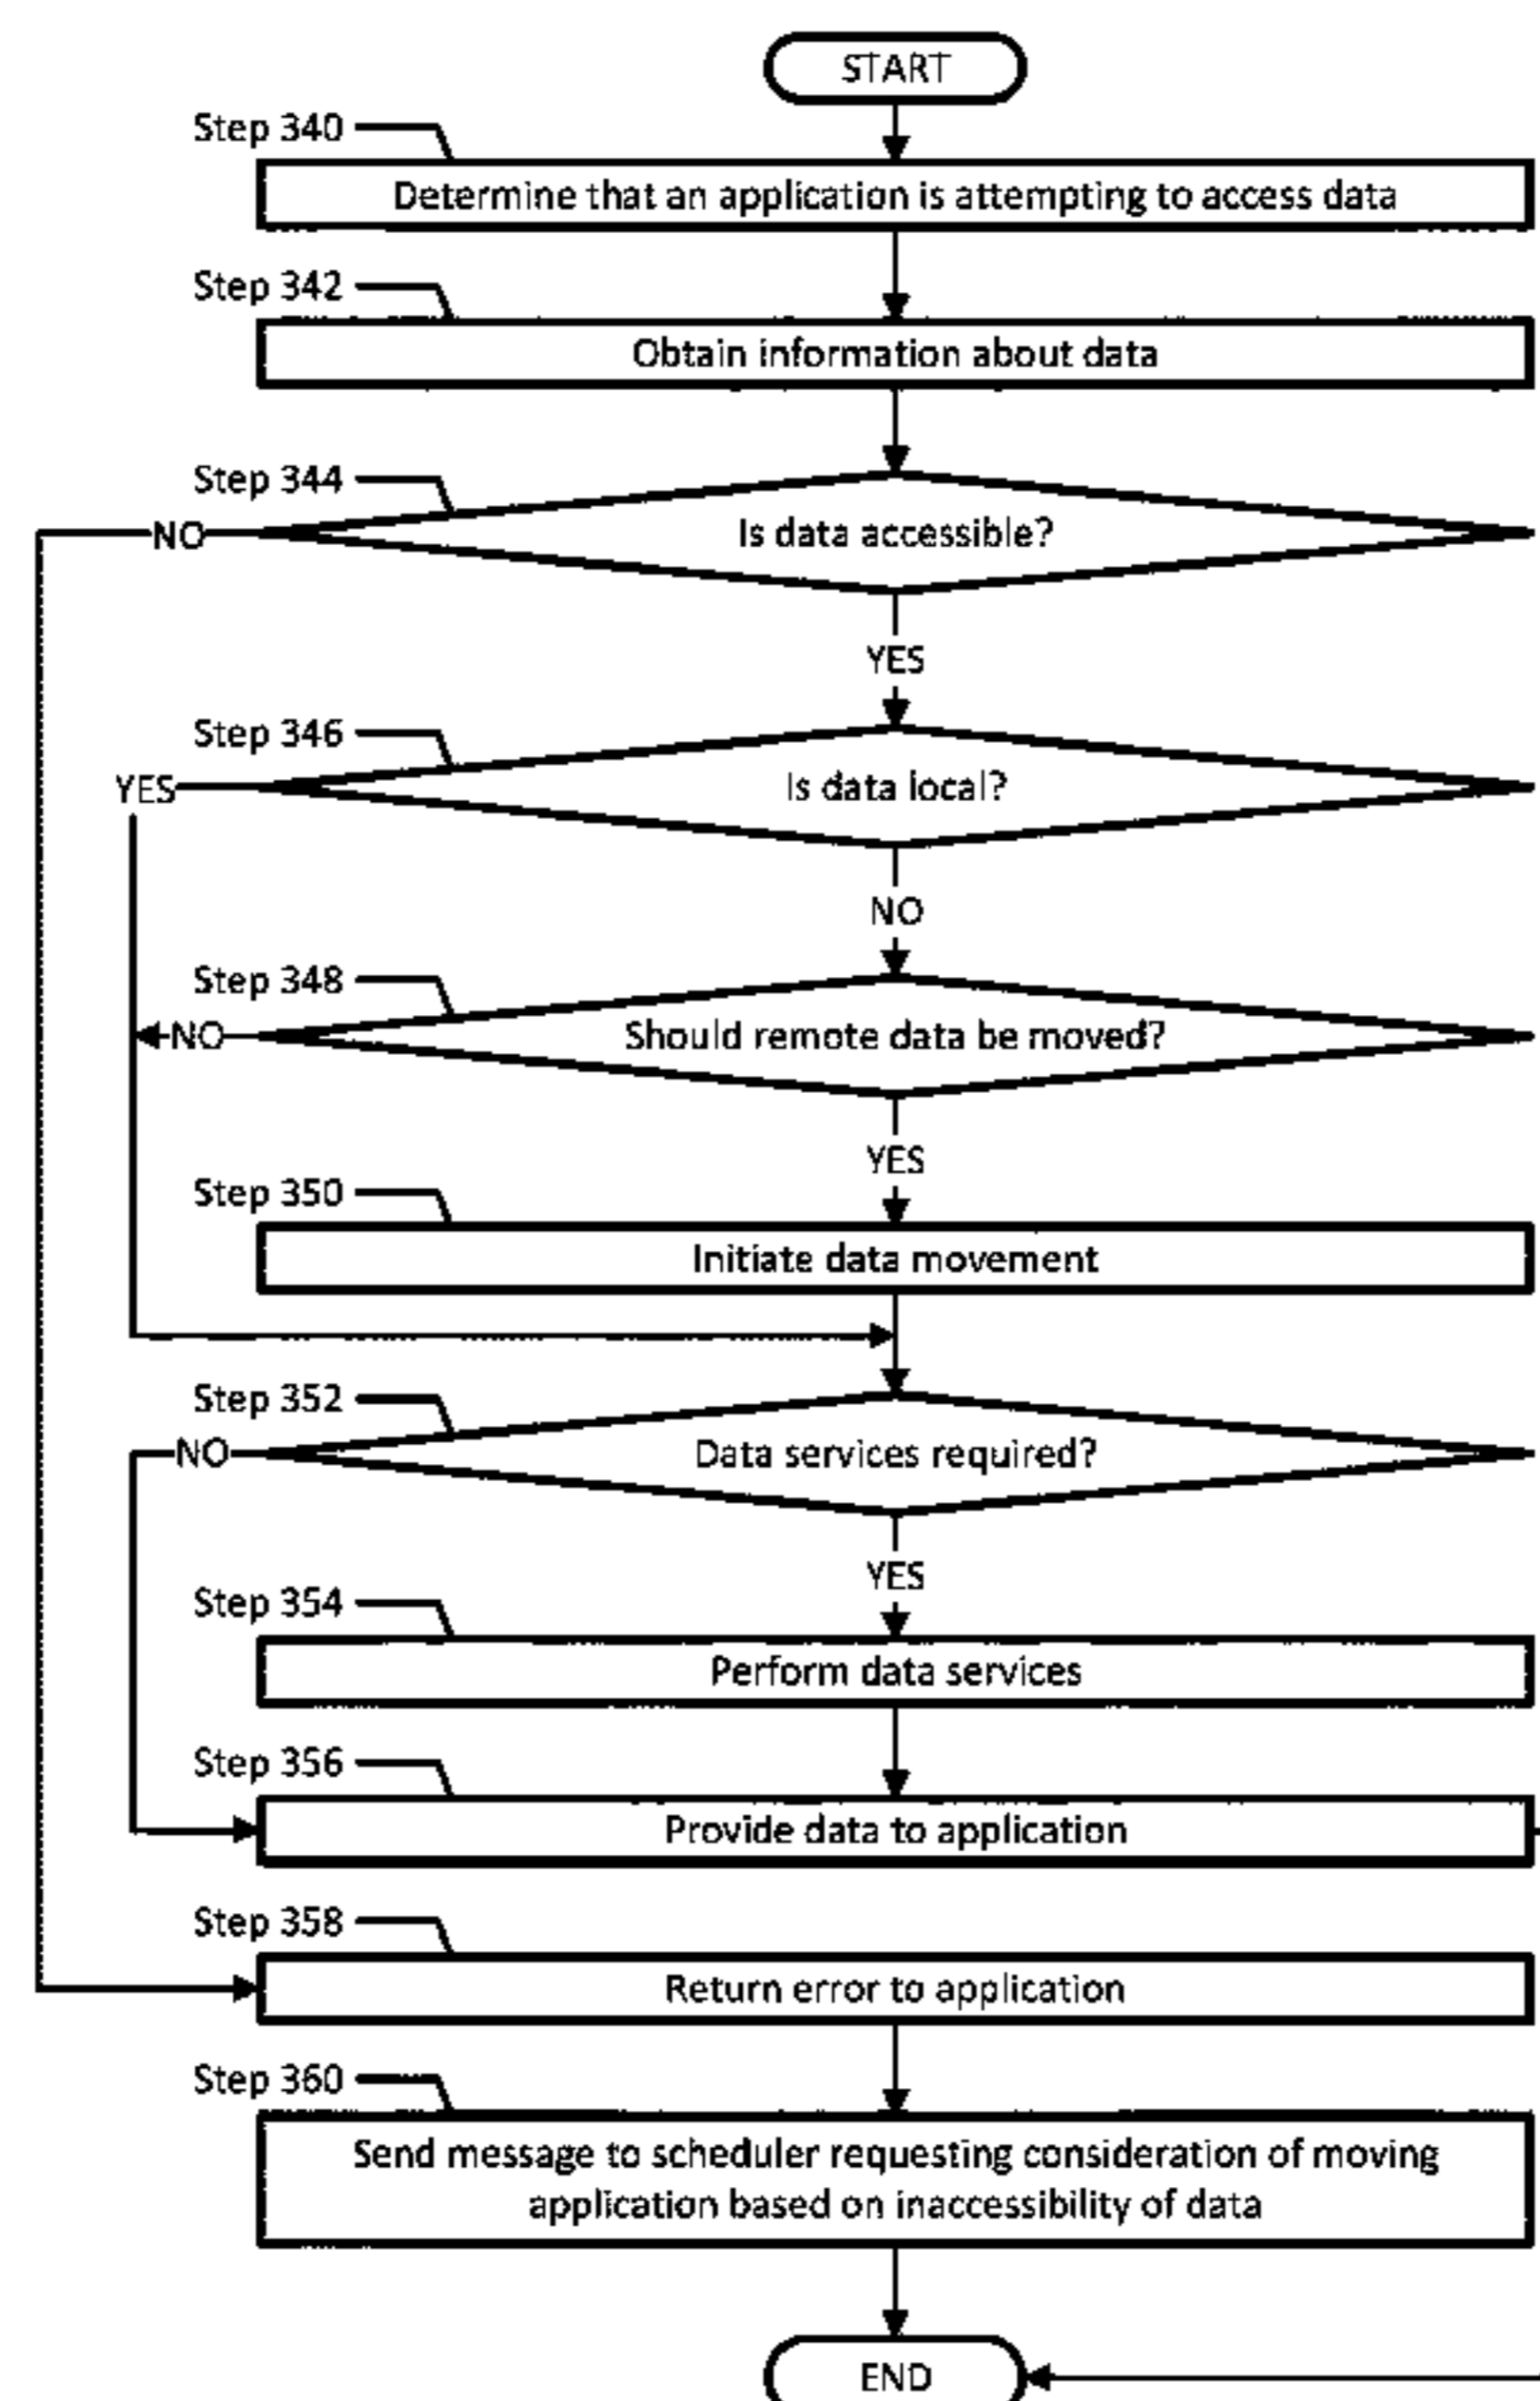 START
Step 340
Determine that an application is attempting to access data
Step 342
Obtain information about data
Step 344
NO
Is data accessible?
YES
Step 346
YES
Is data local?
NO
Step 348
NO
Should remote data be moved?
YES
Step 350
Initiate data movement
Step 352
NO
Data services required?
YES
Step 354
Perform data services
Step 356
Provide data to application
Step 358
Return error to application
Step 360
Send message to scheduler requesting consideration of moving
application based on inaccessibility of data
END